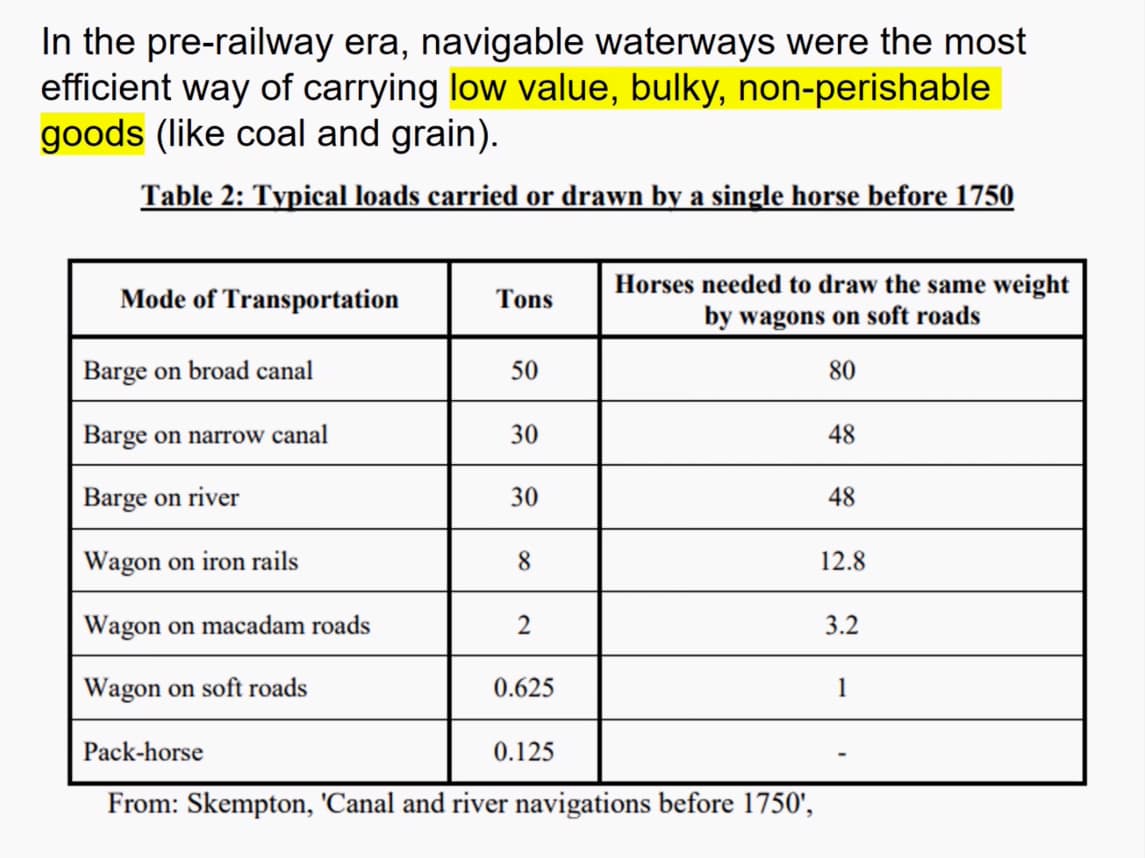 In the pre-railway era, navigable waterways were the most
efficient way of carrying low value, bulky, non-perishable
goods (like coal and grain).
Table 2: Typical loads carried or drawn by a single horse before 1750
Mode of Transportation Tons Horses needed to draw the same weight
by wagons on soft roads
Barge on broad canal 50 80
Barge on narrow canal 30 48
Barge on river 30 48
Wagon on iron rails 8 12.8
Wagon on macadam roads 2 3.2
Wagon on soft roads 0.625 1
Pack-horse 0.125 -
From: Skempton, 'Canal and river navigations before 1750',